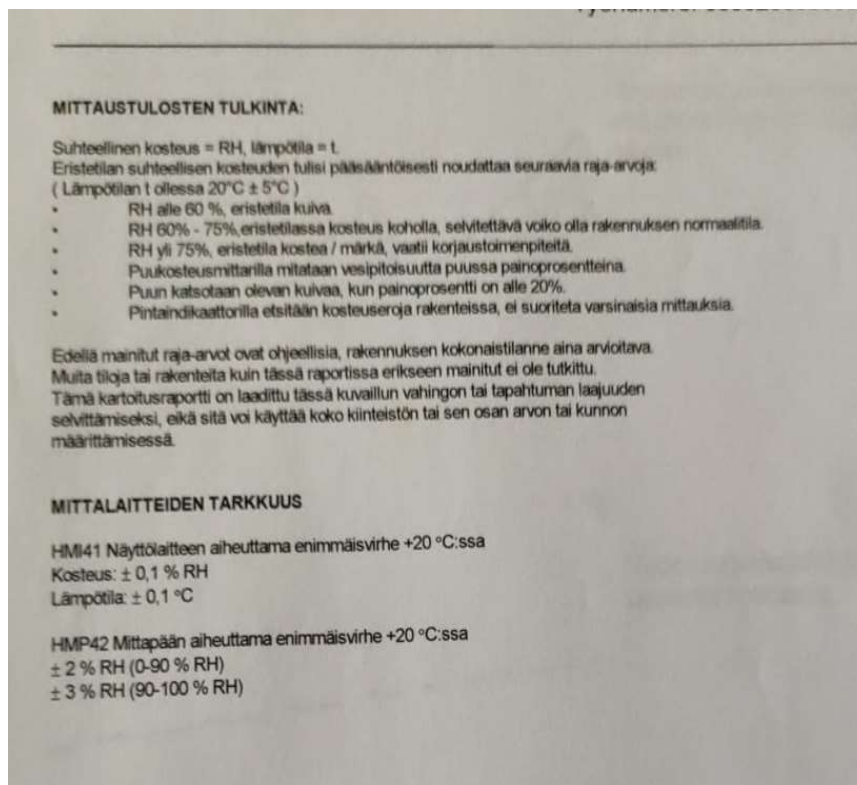 MITTAUSTULOSTEN TULKINTA:
Suhteellinen kosteus = RH, lämpötila = t.
Eristetilan suhteellisen kosteuden tulisi pääsääntöisesti noudattaa seuraavia raja-arvoja:
( Lämpötilan t ollessa 20°C ± 5°C )
• RH alle 60 %, eristetila kuiva.
• RH 60% - 75%,eristetilassa kosteus koholla, selvitettävä voiko olla rakennuksen normaalitila.
• RH yli 75%, eristetila kostea / märkä, vaatii korjaustoimenpiteitä.
• Puukosteusmittarilla mitataan vesipitoisuutta puussa painoprosentteina.
• Puun katsotaan olevan kuivaa, kun painoprosentti on alle 20%.
• Pintaindikaattorilla etsitään kosteuseroja rakenteissa, ei suoriteta varsinaisia mittauksia.
Edellä mainitut raja-arvot ovat ohjeellisia, rakennuksen kokonaistilanne aina arvioitava.
Muita tiloja tai rakenteita kuin tässä raportissa erikseen mainitut ei ole tutkittu.
Tämä kartoitusraportti on laadittu tässä kuvaillun vahingon tai tapahtuman laajuuden
selvittämiseksi, eikä sitä voi käyttää koko kiinteistön tai sen osan arvon tai kunnon
määrittämisessä.
MITTALAITTEIDEN TARKKUUS
HMI41 Näyttölaitteen aiheuttama enimmäisvirhe +20 °C:ssa
Kosteus: ± 0,1 % RH
Lämpötila: ± 0,1 °C
HMP42 Mittapään aiheuttama enimmäisvirhe +20 °C:ssa
± 2 % RH (0-90 % RH)
± 3 % RH (90-100 % RH)